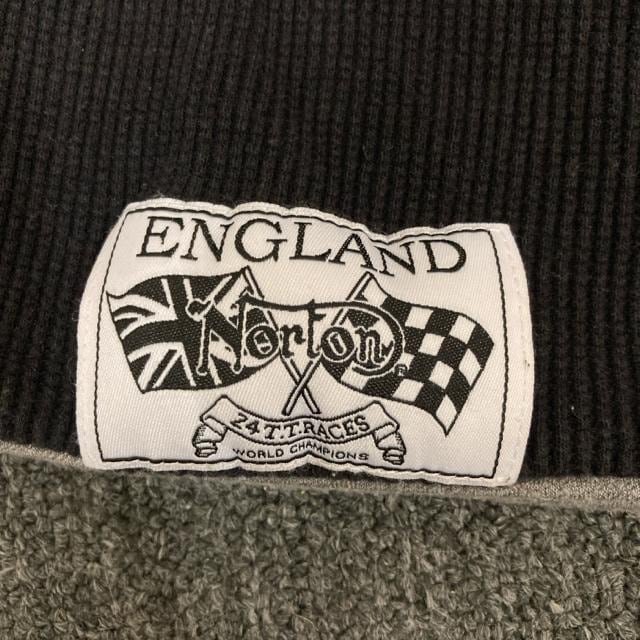 ENGLAND
Norton
24 T.T. RACES
WORLD CHAMPIONS